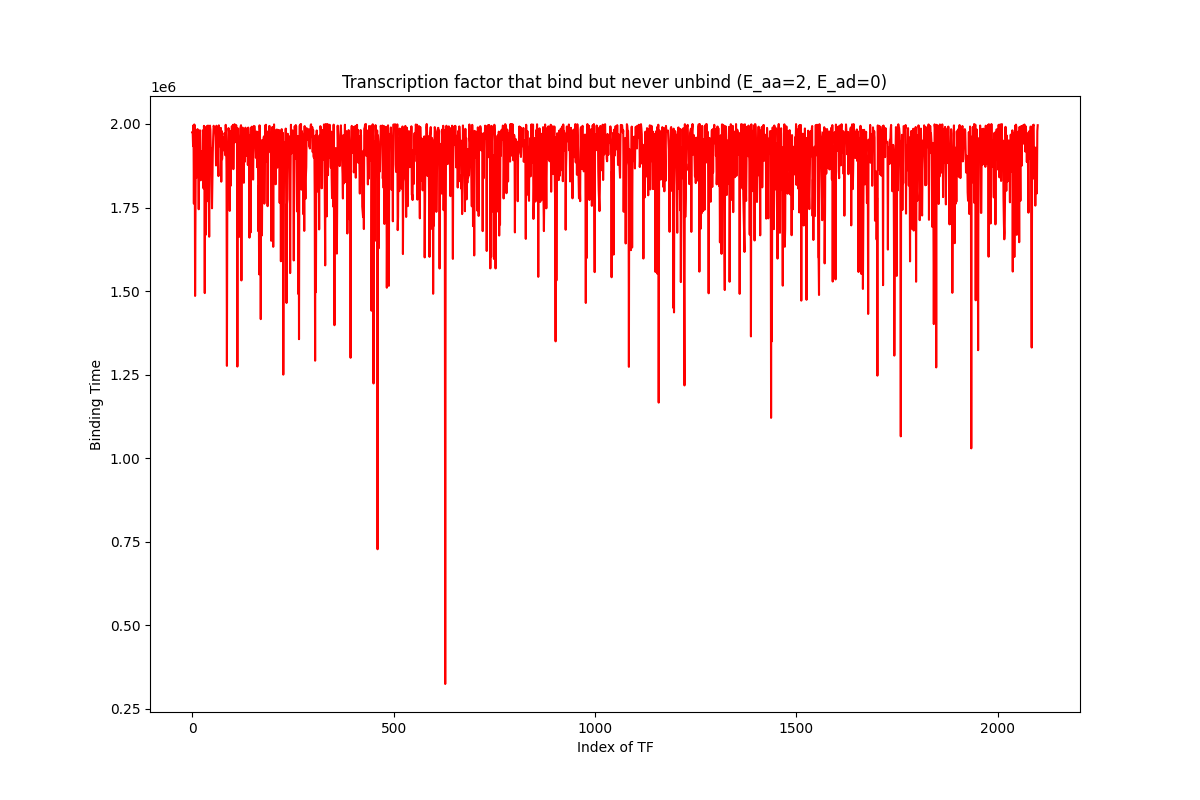 Transcription factor that bind but never unbind (E_aa=2, E_ad=0)
1e6
2.00
1.75
1.50
1.25
1.00
0.75
0.50
0.25
Binding Time
0 500 1000 1500 2000
Index of TF